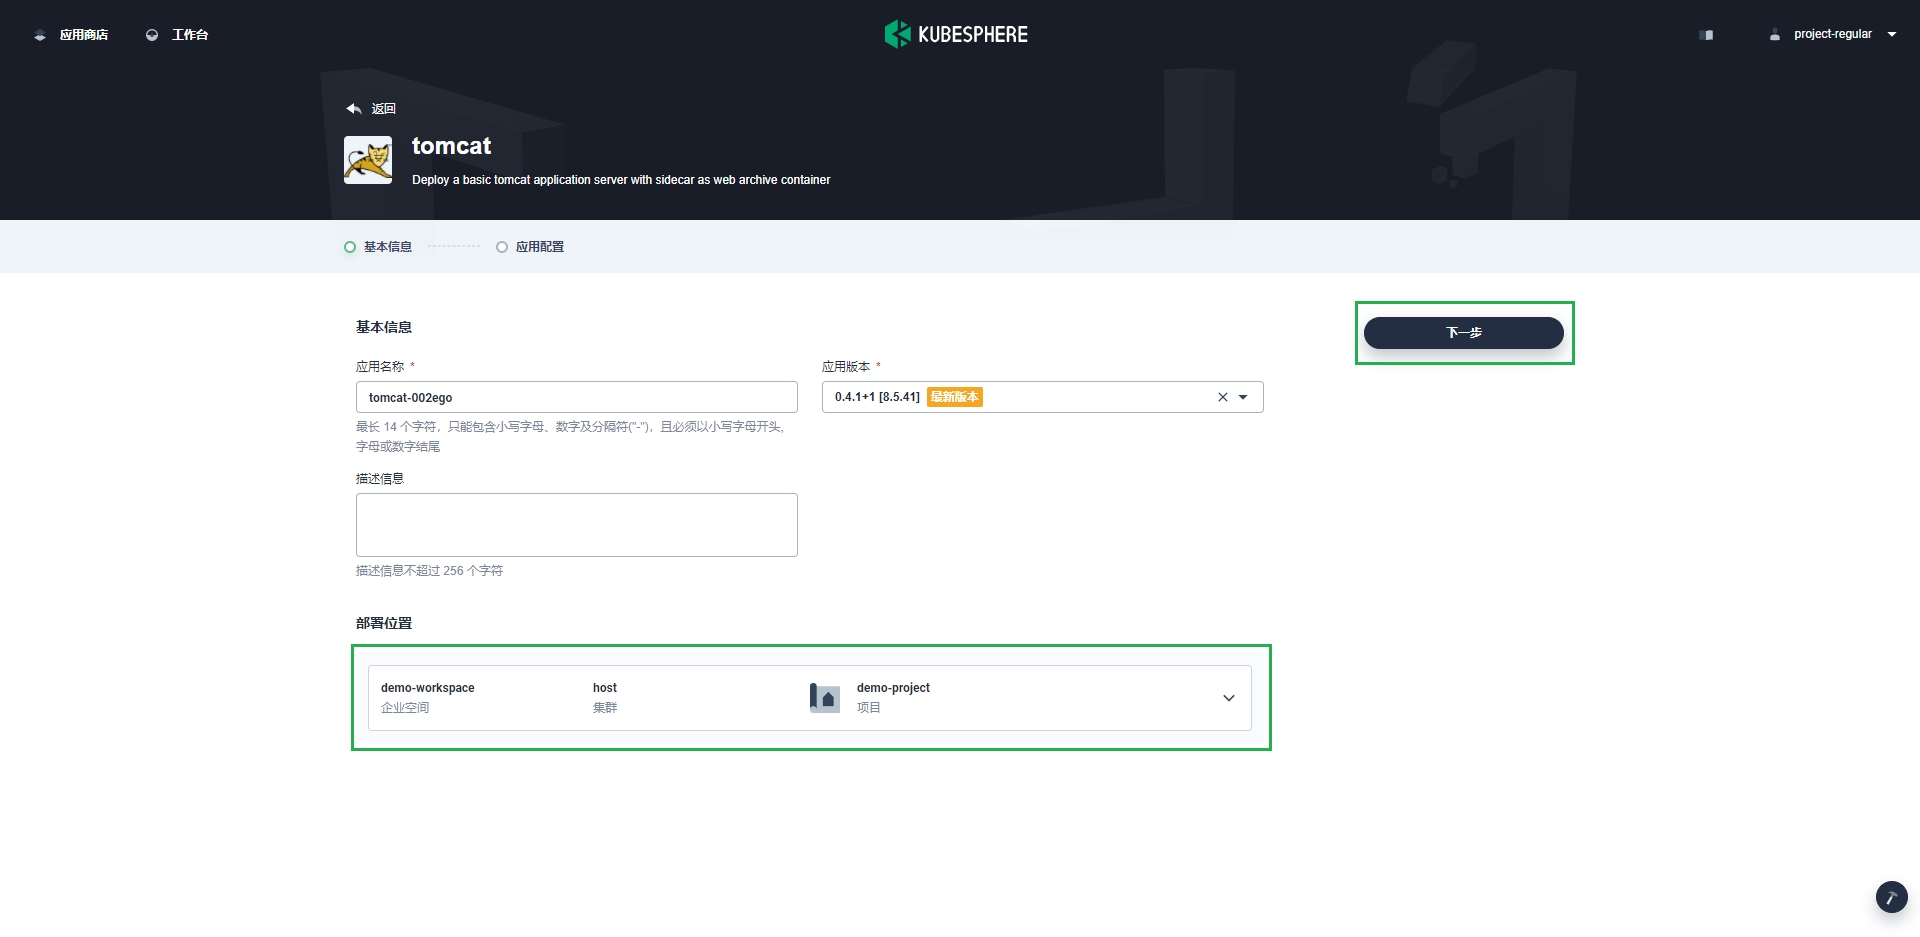 应用商店 工作台 KUBESPHERE project-regular
返回
tomcat
Deploy a basic tomcat application server with sidecar as web archive container
基本信息 应用配置
基本信息 下一步
应用名称 * 应用版本 *
tomcat-002ego 0.4.1+1 [8.5.41] 最新版本
最长 14 个字符，只能包含小写字母、数字及分隔符("-")，且必须以小写字母开头，
字母或数字结尾
描述信息
描述信息不超过 256 个字符
部署位置
demo-workspace host demo-project
企业空间 集群 项目